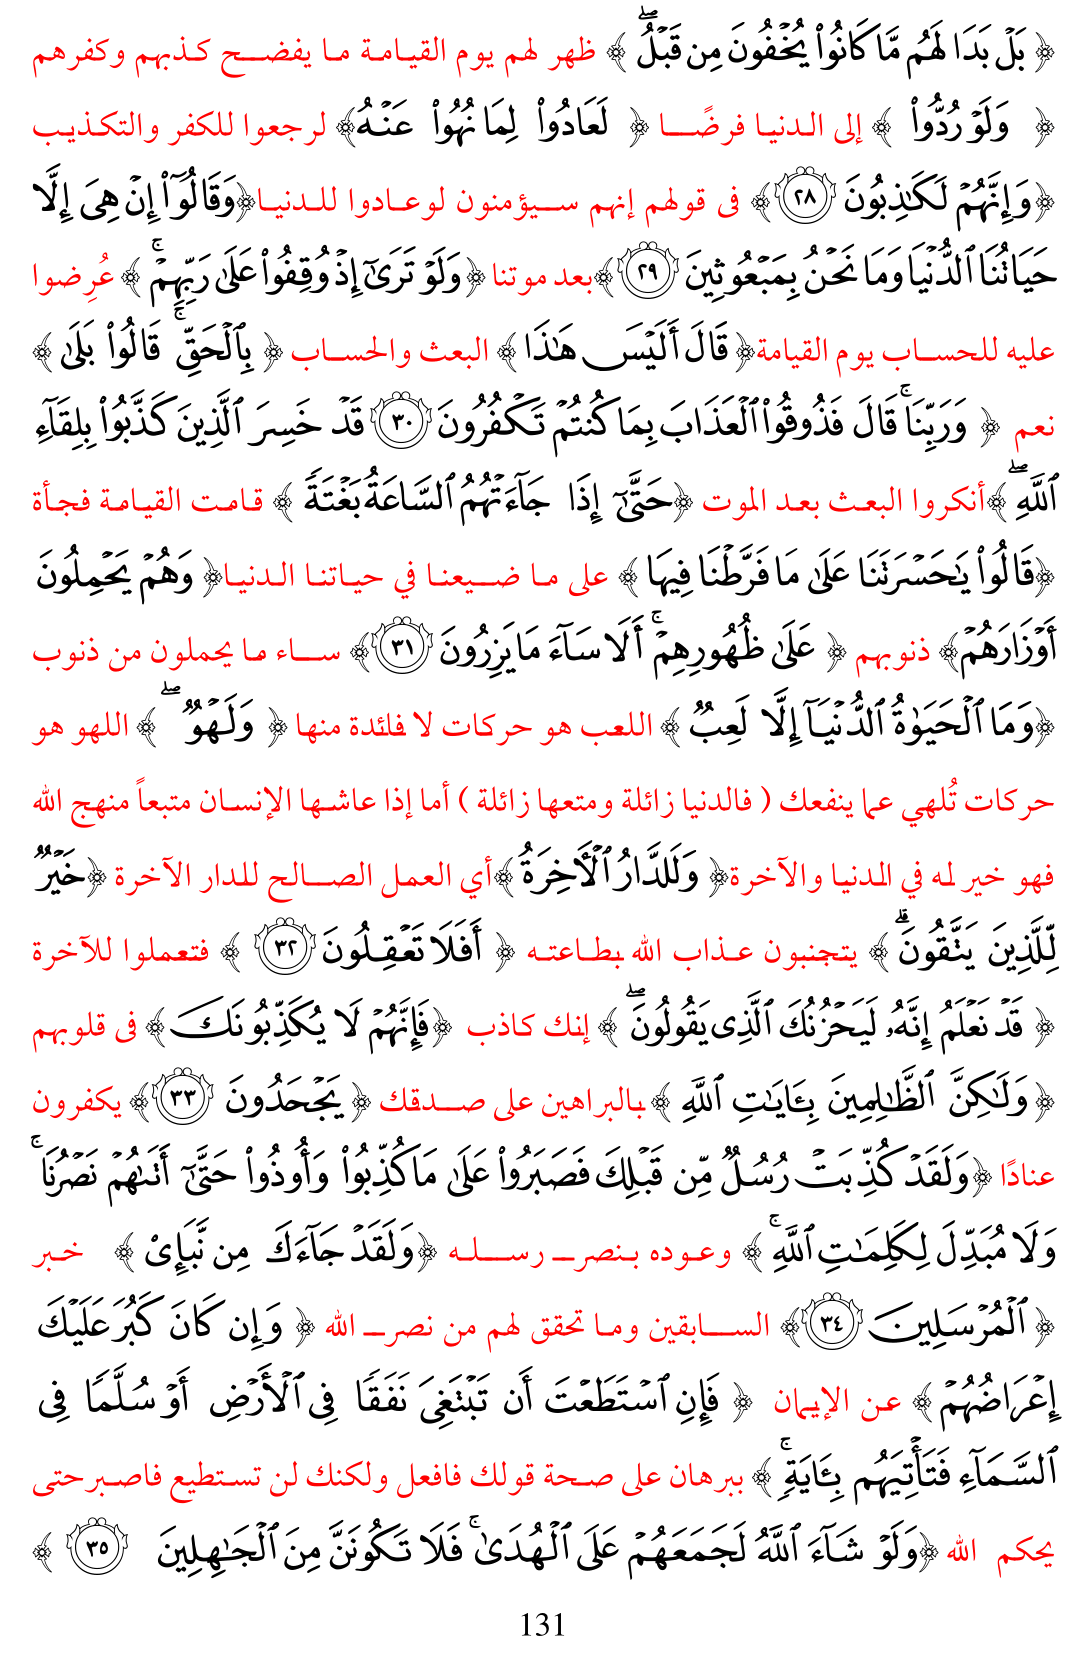 ﴿ بَلْ بَدَا لَهُم مَّا كَانُوا۟ يُخْفُونَ مِن قَبْلُ ۖ ﴾ ظهر لهم يوم القيامة ما يفضح كذبهم وكفرهم
﴿ وَلَوْ رُدُّوا۟ ﴾ إلى الدنيا فرضًا ﴿ لَعَادُوا۟ لِمَا نُهُوا۟ عَنْهُ ﴾ لرجعوا للكفر والتكذيب
﴿ وَإِنَّهُمْ لَكَـٰذِبُونَ ٢٨ ﴾ فى قولهم إنهم سيؤمنون لوعادوا للدنيا ﴿ وَقَالُوٓا۟ إِنْ هِىَ إِلَّا
حَيَاتُنَا ٱلدُّنْيَا وَمَا نَحْنُ بِمَبْعُوثِينَ ٢٩ ﴾ بعد موتنا ﴿ وَلَوْ تَرَىٰٓ إِذْ وُقِفُوا۟ عَلَىٰ رَبِّهِمْ ۚ ﴾ عُرِضوا
عليه للحساب يوم القيامة ﴿ قَالَ أَلَيْسَ هَـٰذَا ﴾ البعث والحساب ﴿ بِٱلْحَقِّ ۚ قَالُوا۟ بَلَىٰ ﴾
نعم ﴿ وَرَبِّنَا ۚ قَالَ فَذُوقُوا۟ ٱلْعَذَابَ بِمَا كُنتُمْ تَكْفُرُونَ ٣٠ قَدْ خَسِرَ ٱلَّذِينَ كَذَّبُوا۟ بِلِقَآءِ
ٱللَّهِ ۖ ﴾ أنكروا البعث بعد الموت ﴿ حَتَّىٰٓ إِذَا جَآءَتْهُمُ ٱلسَّاعَةُ بَغْتَةً ﴾ قامت القيامة فجأة
﴿ قَالُوا۟ يَـٰحَسْرَتَنَا عَلَىٰ مَا فَرَّطْنَا فِيهَا ﴾ على ما ضيعنا في حياتنا الدنيا ﴿ وَهُمْ يَحْمِلُونَ
أَوْزَارَهُمْ ﴾ ذنوبهم ﴿ عَلَىٰ ظُهُورِهِمْ ۚ أَلَا سَآءَ مَا يَزِرُونَ ٣١ ﴾ ساء ما يحملون من ذنوب
﴿ وَمَا ٱلْحَيَوٰةُ ٱلدُّنْيَآ إِلَّا لَعِبٌ ﴾ اللعب هو حركات لا فائدة منها ﴿ وَلَهْوٌ ۖ ﴾ اللهو هو
حركات تُلهي عما ينفعك ( فالدنيا زائلة ومتعها زائلة ) أما إذا عاشها الإنسان متبعاً منهج الله
فهو خير له في الدنيا والآخرة ﴿ وَلَلدَّارُ ٱلْـَٔاخِرَةُ ﴾ أي العمل الصالح للدار الآخرة ﴿ خَيْرٌ
لِّلَّذِينَ يَتَّقُونَ ۗ ﴾ يتجنبون عذاب الله بطاعته ﴿ أَفَلَا تَعْقِلُونَ ٣٢ ﴾ فتعملوا للآخرة
﴿ قَدْ نَعْلَمُ إِنَّهُۥ لَيَحْزُنُكَ ٱلَّذِى يَقُولُونَ ۖ ﴾ إنك كاذب ﴿ فَإِنَّهُمْ لَا يُكَذِّبُونَكَ ﴾ فى قلوبهم
﴿ وَلَـٰكِنَّ ٱلظَّـٰلِمِينَ بِـَٔايَـٰتِ ٱللَّهِ ﴾ بالبراهين على صدقك ﴿ يَجْحَدُونَ ٣٣ ﴾ يكفرون
عنادًا ﴿ وَلَقَدْ كُذِّبَتْ رُسُلٌ مِّن قَبْلِكَ فَصَبَرُوا۟ عَلَىٰ مَا كُذِّبُوا۟ وَأُوذُوا۟ حَتَّىٰٓ أَتَىٰهُمْ نَصْرُنَا ۚ
وَلَا مُبَدِّلَ لِكَلِمَـٰتِ ٱللَّهِ ۚ ﴾ وعوده بنصر رسله ﴿ وَلَقَدْ جَآءَكَ مِن نَّبَإِى۟ ﴾ خبر
﴿ ٱلْمُرْسَلِينَ ٣٤ ﴾ السابقين وما تحقق لهم من نصر الله ﴿ وَإِن كَانَ كَبُرَ عَلَيْكَ
إِعْرَاضُهُمْ ﴾ عن الإيمان ﴿ فَإِنِ ٱسْتَطَعْتَ أَن تَبْتَغِىَ نَفَقًا فِى ٱلْأَرْضِ أَوْ سُلَّمًا فِى
ٱلسَّمَآءِ فَتَأْتِيَهُم بِـَٔايَةٍ ۚ ﴾ ببرهان على صحة قولك فافعل ولكنك لن تستطيع فاصبرحتى
يحكم الله ﴿ وَلَوْ شَآءَ ٱللَّهُ لَجَمَعَهُمْ عَلَى ٱلْهُدَىٰ ۚ فَلَا تَكُونَنَّ مِنَ ٱلْجَـٰهِلِينَ ٣٥ ﴾
131